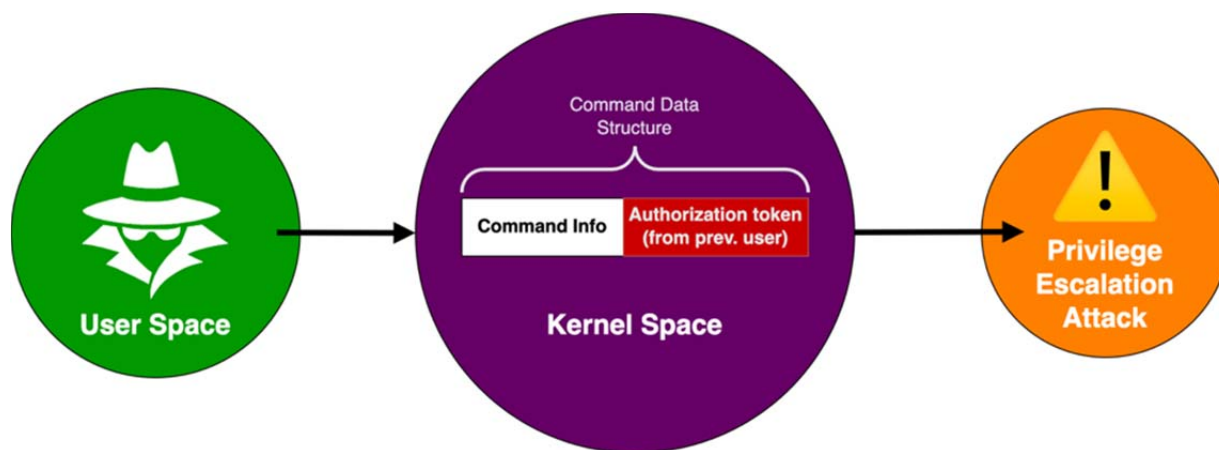 User Space
Command Data
Structure
Command Info
Authorization token
(from prev. user)
Kernel Space
!
Privilege
Escalation
Attack